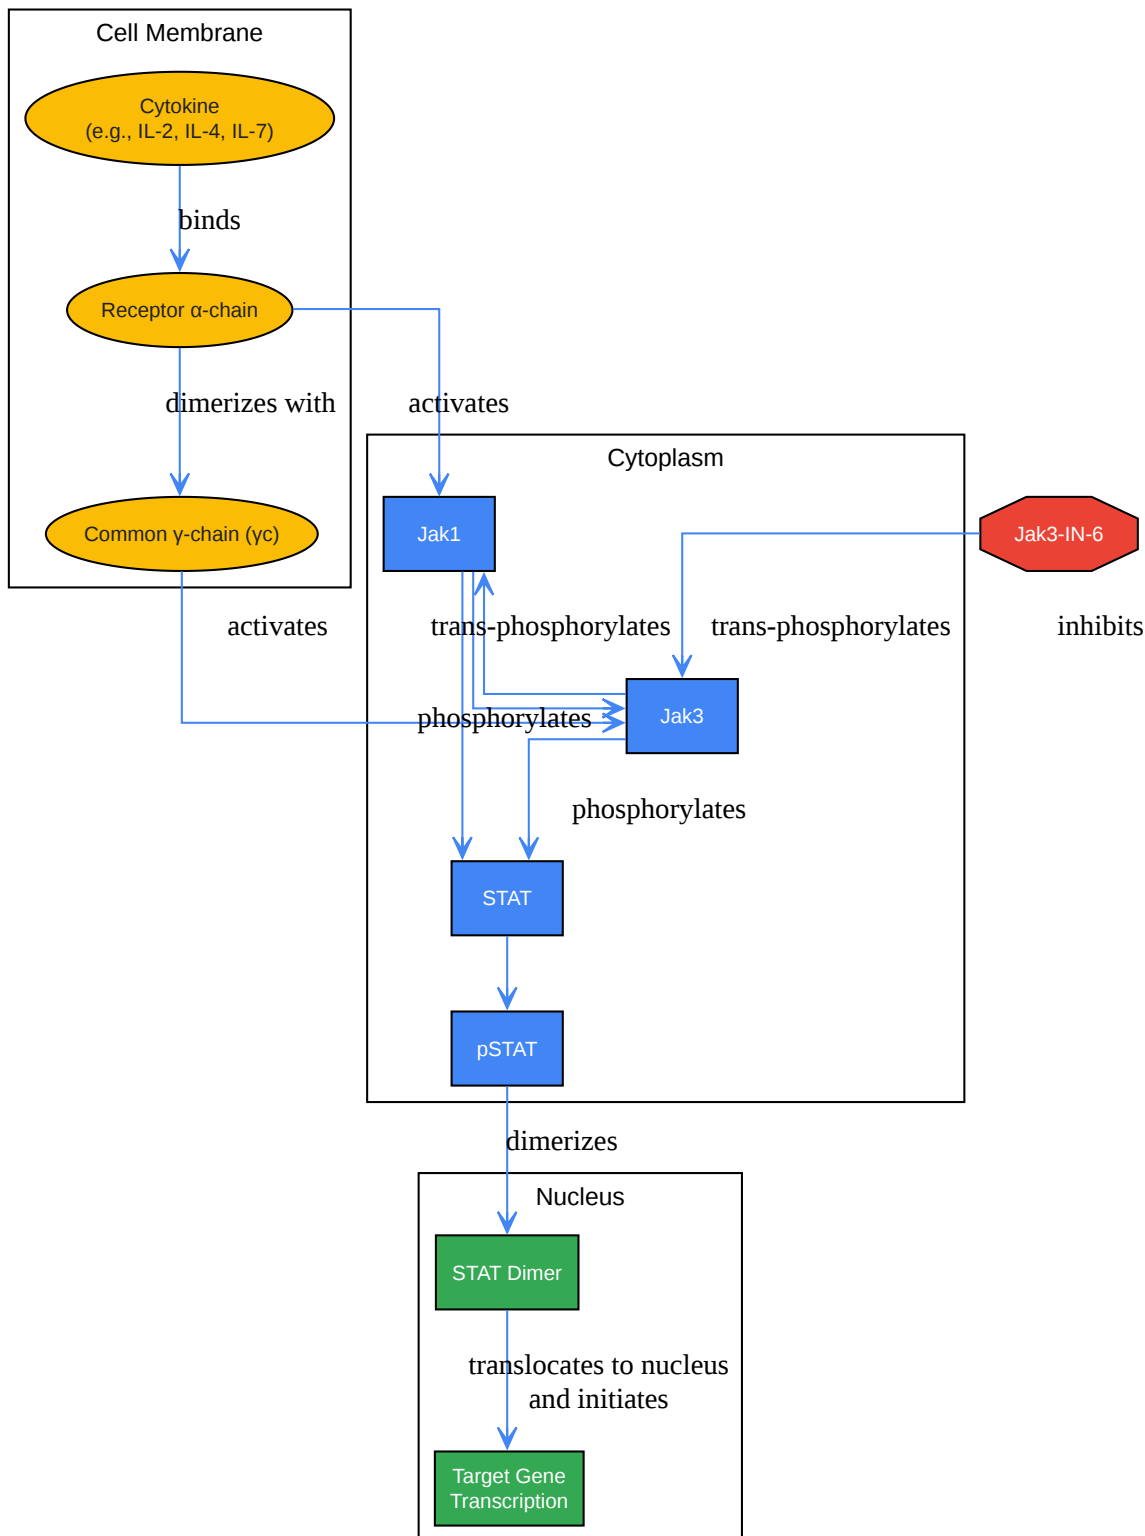 Cell Membrane
Cytokine
(e.g., IL-2, IL-4, IL-7)
binds
Receptor α-chain
dimerizes with
activates
Cytoplasm
Common γ-chain (γc)
Jak1
Jak3-IN-6
activates
trans-phosphorylates
trans-phosphorylates
inhibits
phosphorylates
Jak3
phosphorylates
STAT
pSTAT
dimerizes
Nucleus
STAT Dimer
translocates to nucleus
and initiates
Target Gene
Transcription